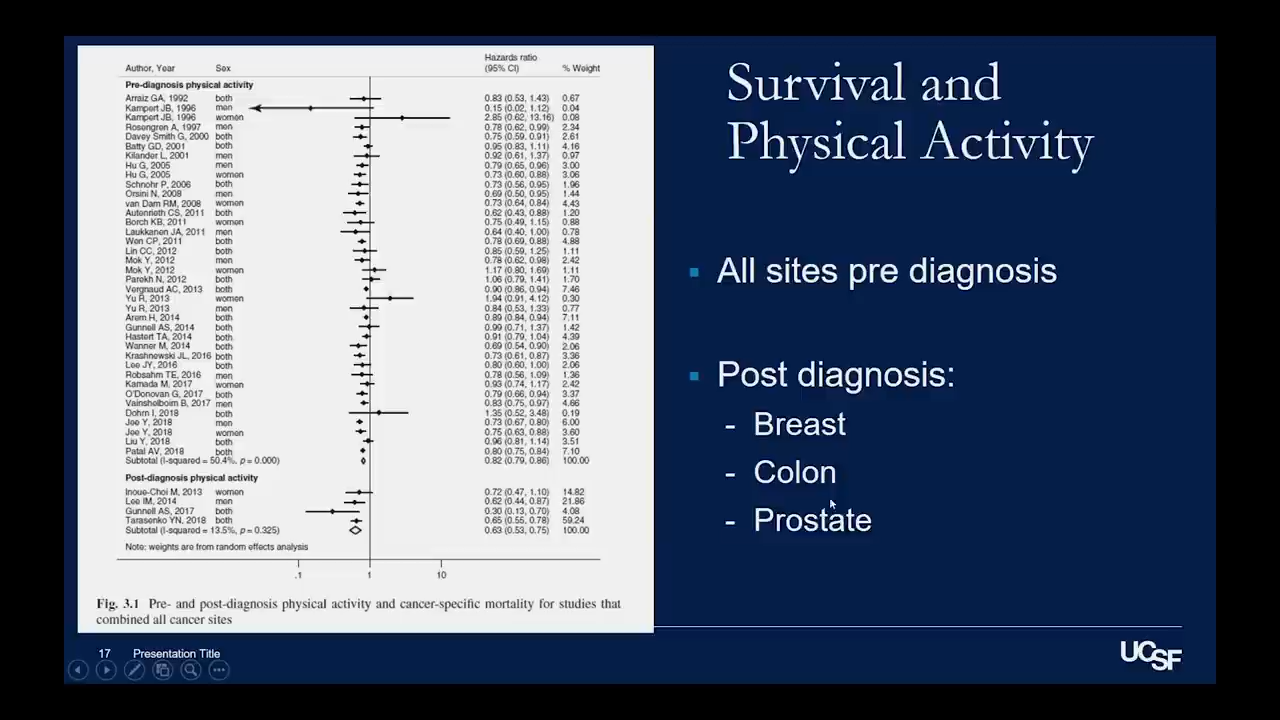 Hazards ratio
Author, Year Sex (95% CI) % Weight
Pre-diagnosis physical activity
Arraiz GA, 1992 both 0.83 (0.53, 1.43) 0.67
Kampert JB, 1996 men 0.15 (0.02, 1.12) 0.04
Kampert JB, 1996 women 2.85 (0.62, 13.16) 0.08
Rosengren A, 1997 men 0.78 (0.62, 0.99) 2.34
Davey Smith G, 2000 both 0.75 (0.59, 0.91) 2.61
Batty GD, 2001 both 0.95 (0.83, 1.11) 4.16
Kilander L, 2001 men 0.92 (0.61, 1.37) 0.97
Hu G, 2005 men 0.79 (0.65, 0.96) 3.00
Hu G, 2005 women 0.73 (0.60, 0.88) 3.06
Schnohr P, 2006 both 0.73 (0.56, 0.95) 1.96
Orsini N, 2008 men 0.69 (0.50, 0.95) 1.44
van Dam RM, 2008 women 0.73 (0.64, 0.84) 4.43
Autenrieth CS, 2011 both 0.62 (0.43, 0.88) 1.20
Borch KB, 2011 women 0.75 (0.49, 1.15) 0.88
Laukkanen JA, 2011 men 0.64 (0.40, 1.00) 0.78
Wen CP, 2011 both 0.78 (0.69, 0.88) 4.88
Lin CC, 2012 both 0.85 (0.59, 1.25) 1.11
Mok Y, 2012 men 0.78 (0.62, 0.98) 2.42
Mok Y, 2012 women 1.17 (0.80, 1.69) 1.11
Parekh N, 2012 both 1.06 (0.79, 1.41) 1.70
Vergnaud AC, 2013 both 0.90 (0.86, 0.94) 7.46
Yu R, 2013 women 1.94 (0.91, 4.12) 0.30
Yu R, 2013 men 0.84 (0.53, 1.33) 0.77
Arem H, 2014 both 0.89 (0.84, 0.94) 7.11
Gunnell AS, 2014 both 0.99 (0.71, 1.37) 1.42
Hastert TA, 2014 both 0.91 (0.79, 1.04) 4.39
Wanner M, 2014 both 0.69 (0.54, 0.90) 2.06
Krashnewski JL, 2016 both 0.73 (0.61, 0.87) 3.36
Lee JY, 2016 both 0.80 (0.60, 1.00) 2.06
Robsahm TE, 2016 men 0.78 (0.56, 1.09) 1.36
Kamada M, 2017 women 0.93 (0.74, 1.17) 2.42
O'Donovan G, 2017 both 0.79 (0.66, 0.94) 3.37
Vainshelboim B, 2017 men 0.83 (0.75, 0.97) 4.66
Dohrn I, 2018 both 1.35 (0.52, 3.48) 0.19
Jee Y, 2018 men 0.73 (0.67, 0.80) 6.00
Jee Y, 2018 women 0.75 (0.63, 0.88) 3.60
Liu Y, 2018 both 0.96 (0.81, 1.14) 3.51
Patal AV, 2018 both 0.80 (0.75, 0.84) 7.10
Subtotal (I-squared = 50.4%, p = 0.000) 0.82 (0.79, 0.86) 100.00
Post-diagnosis physical activity
Inoue-Choi M, 2013 women 0.72 (0.47, 1.10) 14.82
Lee IM, 2014 men 0.62 (0.44, 0.87) 21.86
Gunnell AS, 2017 both 0.30 (0.13, 0.70) 4.08
Tarasenko YN, 2018 both 0.65 (0.55, 0.78) 59.24
Subtotal (I-squared = 13.5%, p = 0.325) 0.63 (0.53, 0.75) 100.00
Note: weights are from random effects analysis
.1 1 10
Fig. 3.1 Pre- and post-diagnosis physical activity and cancer-specific mortality for studies that
combined all cancer sites
Survival and
Physical Activity
All sites pre diagnosis
Post diagnosis:
- Breast
- Colon
- Prostate
17 Presentation Title
UCSF